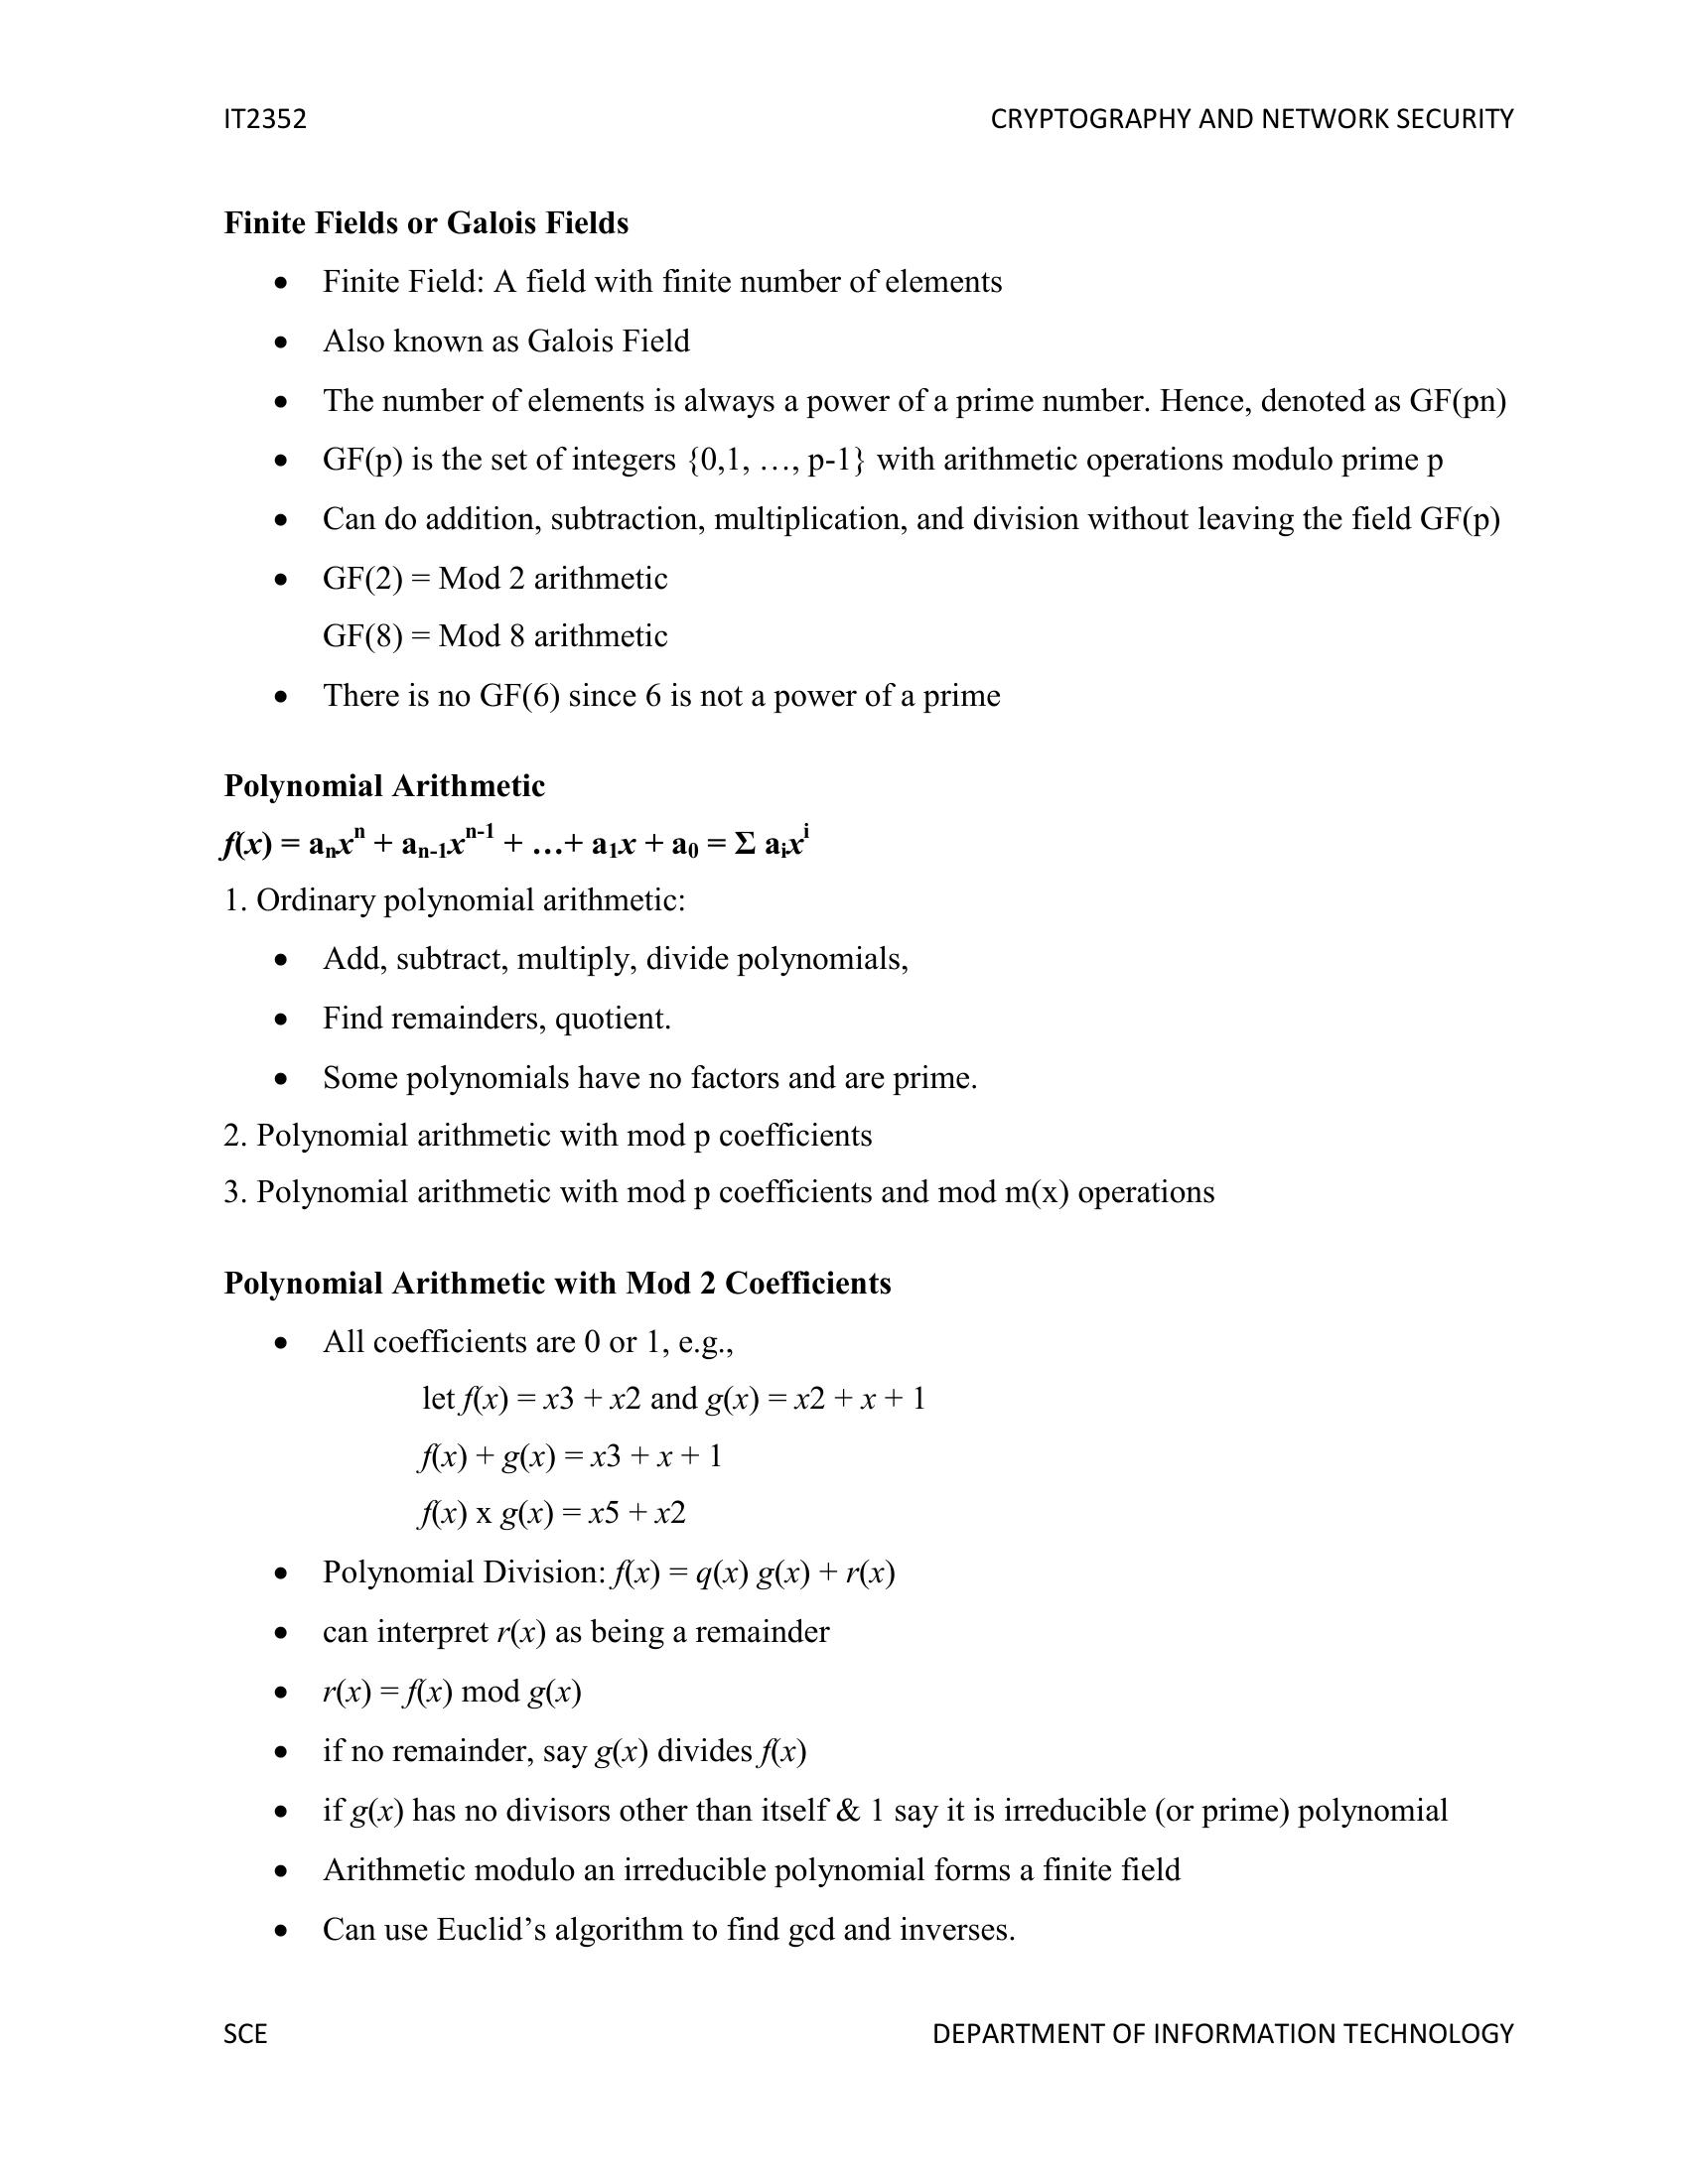 IT2352 CRYPTOGRAPHY AND NETWORK SECURITY
Finite Fields or Galois Fields
• Finite Field: A field with finite number of elements
• Also known as Galois Field
• The number of elements is always a power of a prime number. Hence, denoted as GF(pn)
• GF(p) is the set of integers {0,1, …, p-1} with arithmetic operations modulo prime p
• Can do addition, subtraction, multiplication, and division without leaving the field GF(p)
• GF(2) = Mod 2 arithmetic
GF(8) = Mod 8 arithmetic
• There is no GF(6) since 6 is not a power of a prime
Polynomial Arithmetic
f(x) = aₙxⁿ + aₙ₋₁xⁿ⁻¹ + …+ a₁x + a₀ = Σ aᵢxⁱ
1. Ordinary polynomial arithmetic:
• Add, subtract, multiply, divide polynomials,
• Find remainders, quotient.
• Some polynomials have no factors and are prime.
2. Polynomial arithmetic with mod p coefficients
3. Polynomial arithmetic with mod p coefficients and mod m(x) operations
Polynomial Arithmetic with Mod 2 Coefficients
• All coefficients are 0 or 1, e.g.,
let f(x) = x3 + x2 and g(x) = x2 + x + 1
f(x) + g(x) = x3 + x + 1
f(x) x g(x) = x5 + x2
• Polynomial Division: f(x) = q(x) g(x) + r(x)
• can interpret r(x) as being a remainder
• r(x) = f(x) mod g(x)
• if no remainder, say g(x) divides f(x)
• if g(x) has no divisors other than itself & 1 say it is irreducible (or prime) polynomial
• Arithmetic modulo an irreducible polynomial forms a finite field
• Can use Euclid’s algorithm to find gcd and inverses.
SCE DEPARTMENT OF INFORMATION TECHNOLOGY